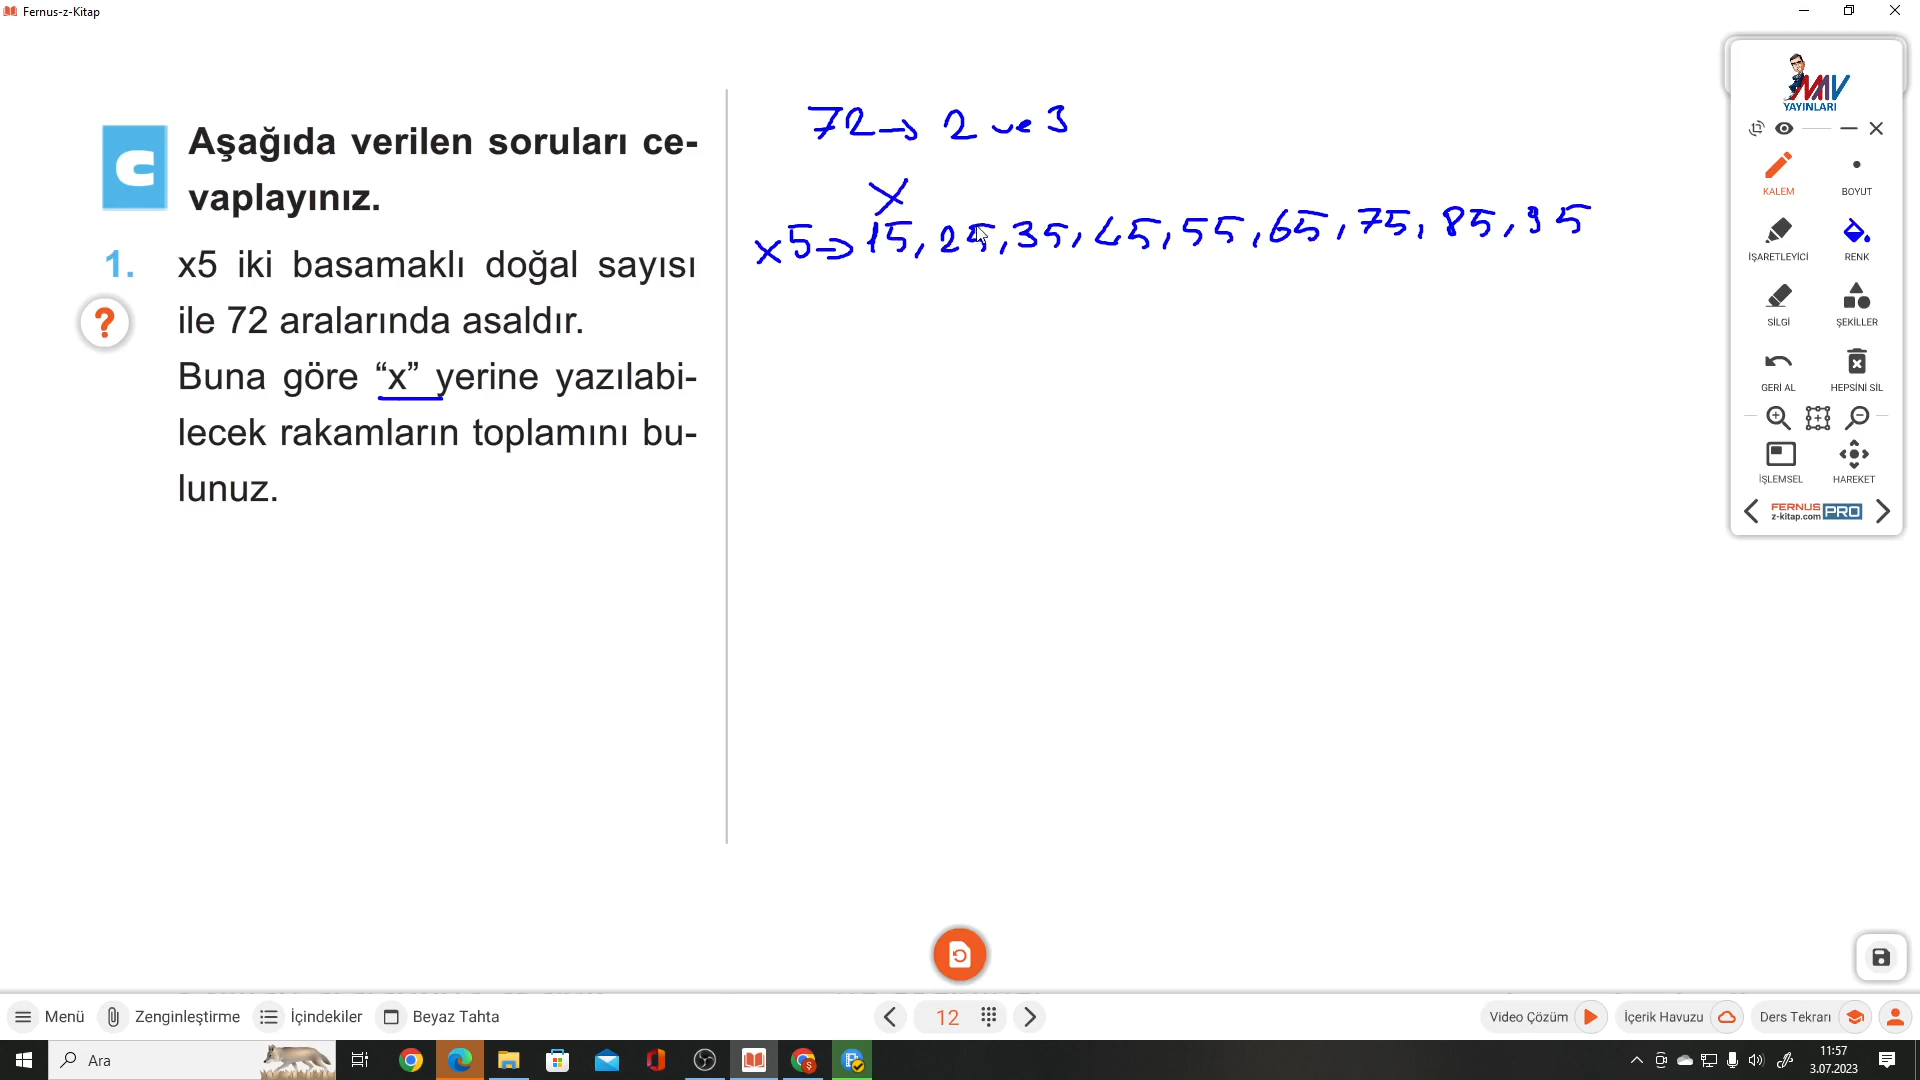 Fernus-z-Kitap
C
Aşağıda verilen soruları ce-
vaplayınız.
1. x5 iki basamaklı doğal sayısı
ile 72 aralarında asaldır.
Buna göre “x” yerine yazılabi-
lecek rakamların toplamını bu-
lunuz.
?
72 → 2 ve 3
X
x5 → 15, 25, 35, 45, 55, 65, 75, 85, 95
MAV
YAYINLARI
KALEM BOYUT
İŞARETLEYİCİ RENK
SİLGİ ŞEKİLLER
GERİ AL HEPSİNİ SİL
İŞLEMSEL HAREKET
FERNUS PRO
z-kitap.com
Menü Zenginleştirme İçindekiler Beyaz Tahta 12 Video Çözüm İçerik Havuzu Ders Tekrarı
Ara
11:57
3.07.2023